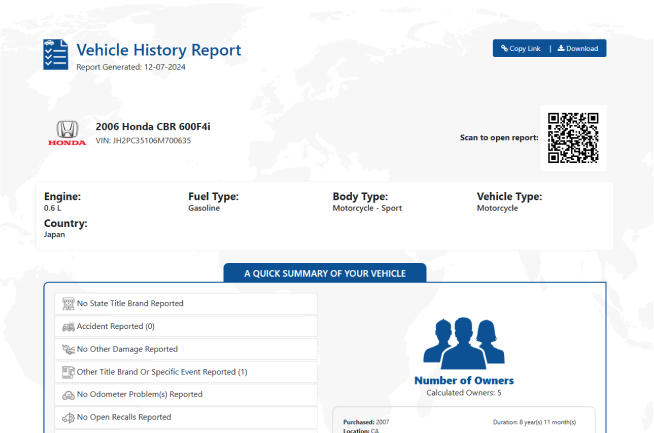 Vehicle History Report
Report Generated: 12-07-2024
Copy Link | Download
HONDA
2006 Honda CBR 600F4i
VIN: JH2PC35106M700635
Scan to open report:
Engine:
0.6 L
Fuel Type:
Gasoline
Body Type:
Motorcycle - Sport
Vehicle Type:
Motorcycle
Country:
Japan
A QUICK SUMMARY OF YOUR VEHICLE
No State Title Brand Reported
Accident Reported (0)
No Other Damage Reported
Other Title Brand Or Specific Event Reported (1)
No Odometer Problem(s) Reported
No Open Recalls Reported
Number of Owners
Calculated Owners: 5
Purchased: 2007
Duration: 8 year(s) 11 month(s)
Location: CA